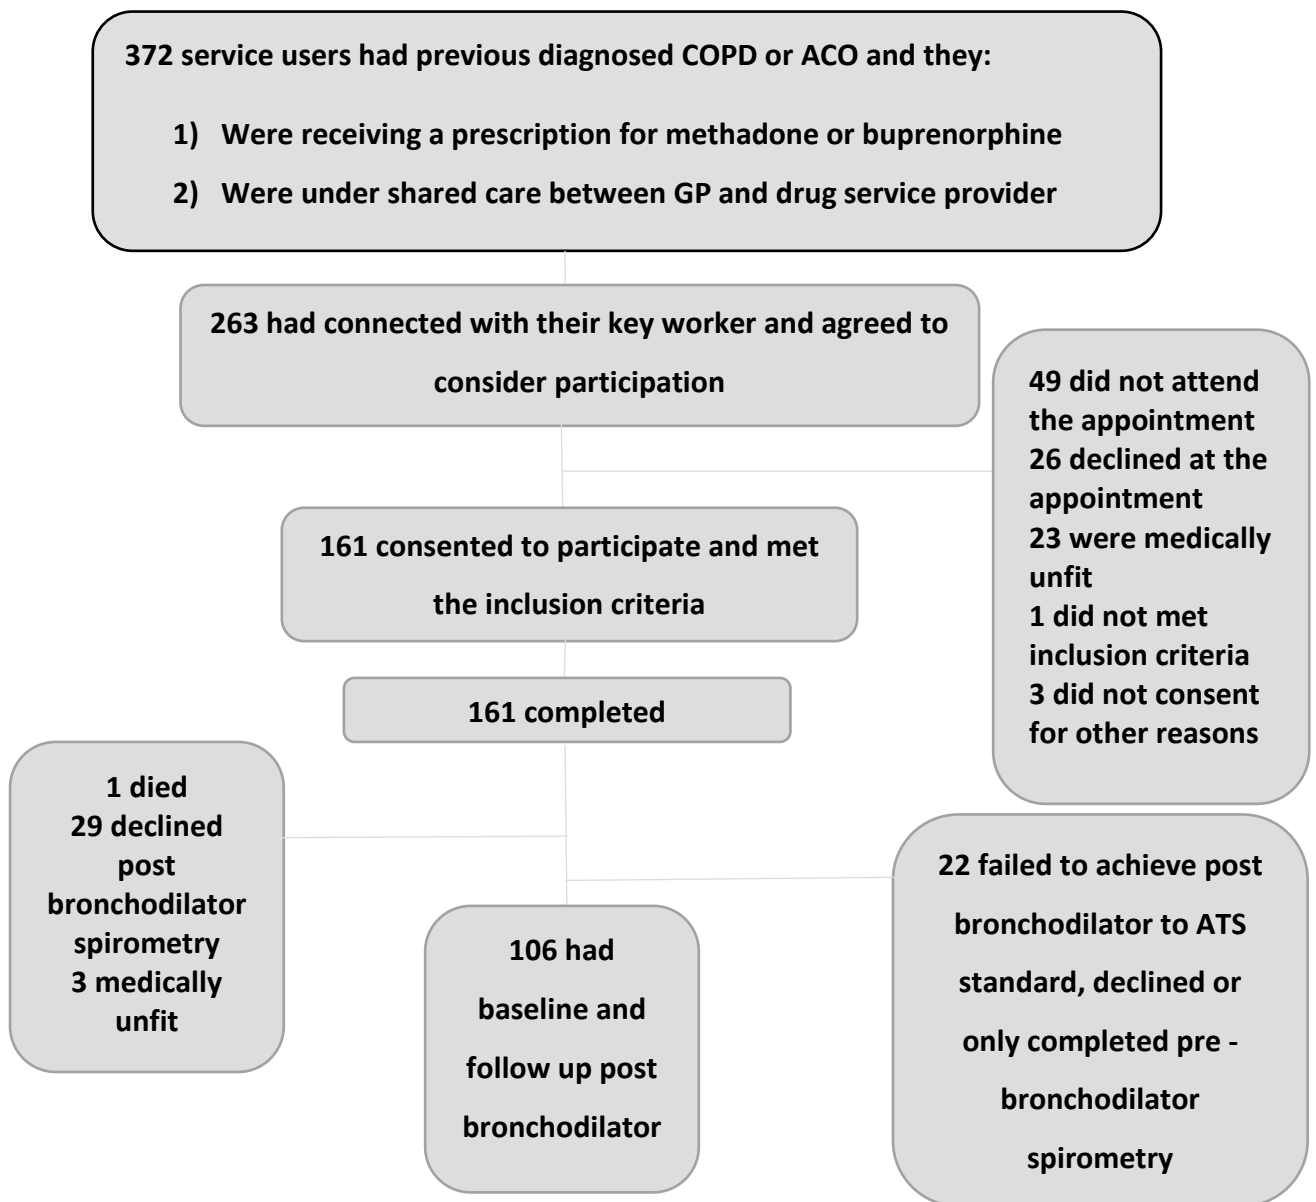 372 service users had previous diagnosed COPD or ACO and they:
1) Were receiving a prescription for methadone or buprenorphine
2) Were under shared care between GP and drug service provider
263 had connected with their key worker and agreed to
consider participation
49 did not attend
the appointment
26 declined at the
appointment
23 were medically
unfit
1 did not met
inclusion criteria
3 did not consent
for other reasons
161 consented to participate and met
the inclusion criteria
161 completed
1 died
29 declined
post
bronchodilator
spirometry
3 medically
unfit
22 failed to achieve post
bronchodilator to ATS
standard, declined or
only completed pre -
bronchodilator
spirometry
106 had
baseline and
follow up post
bronchodilator